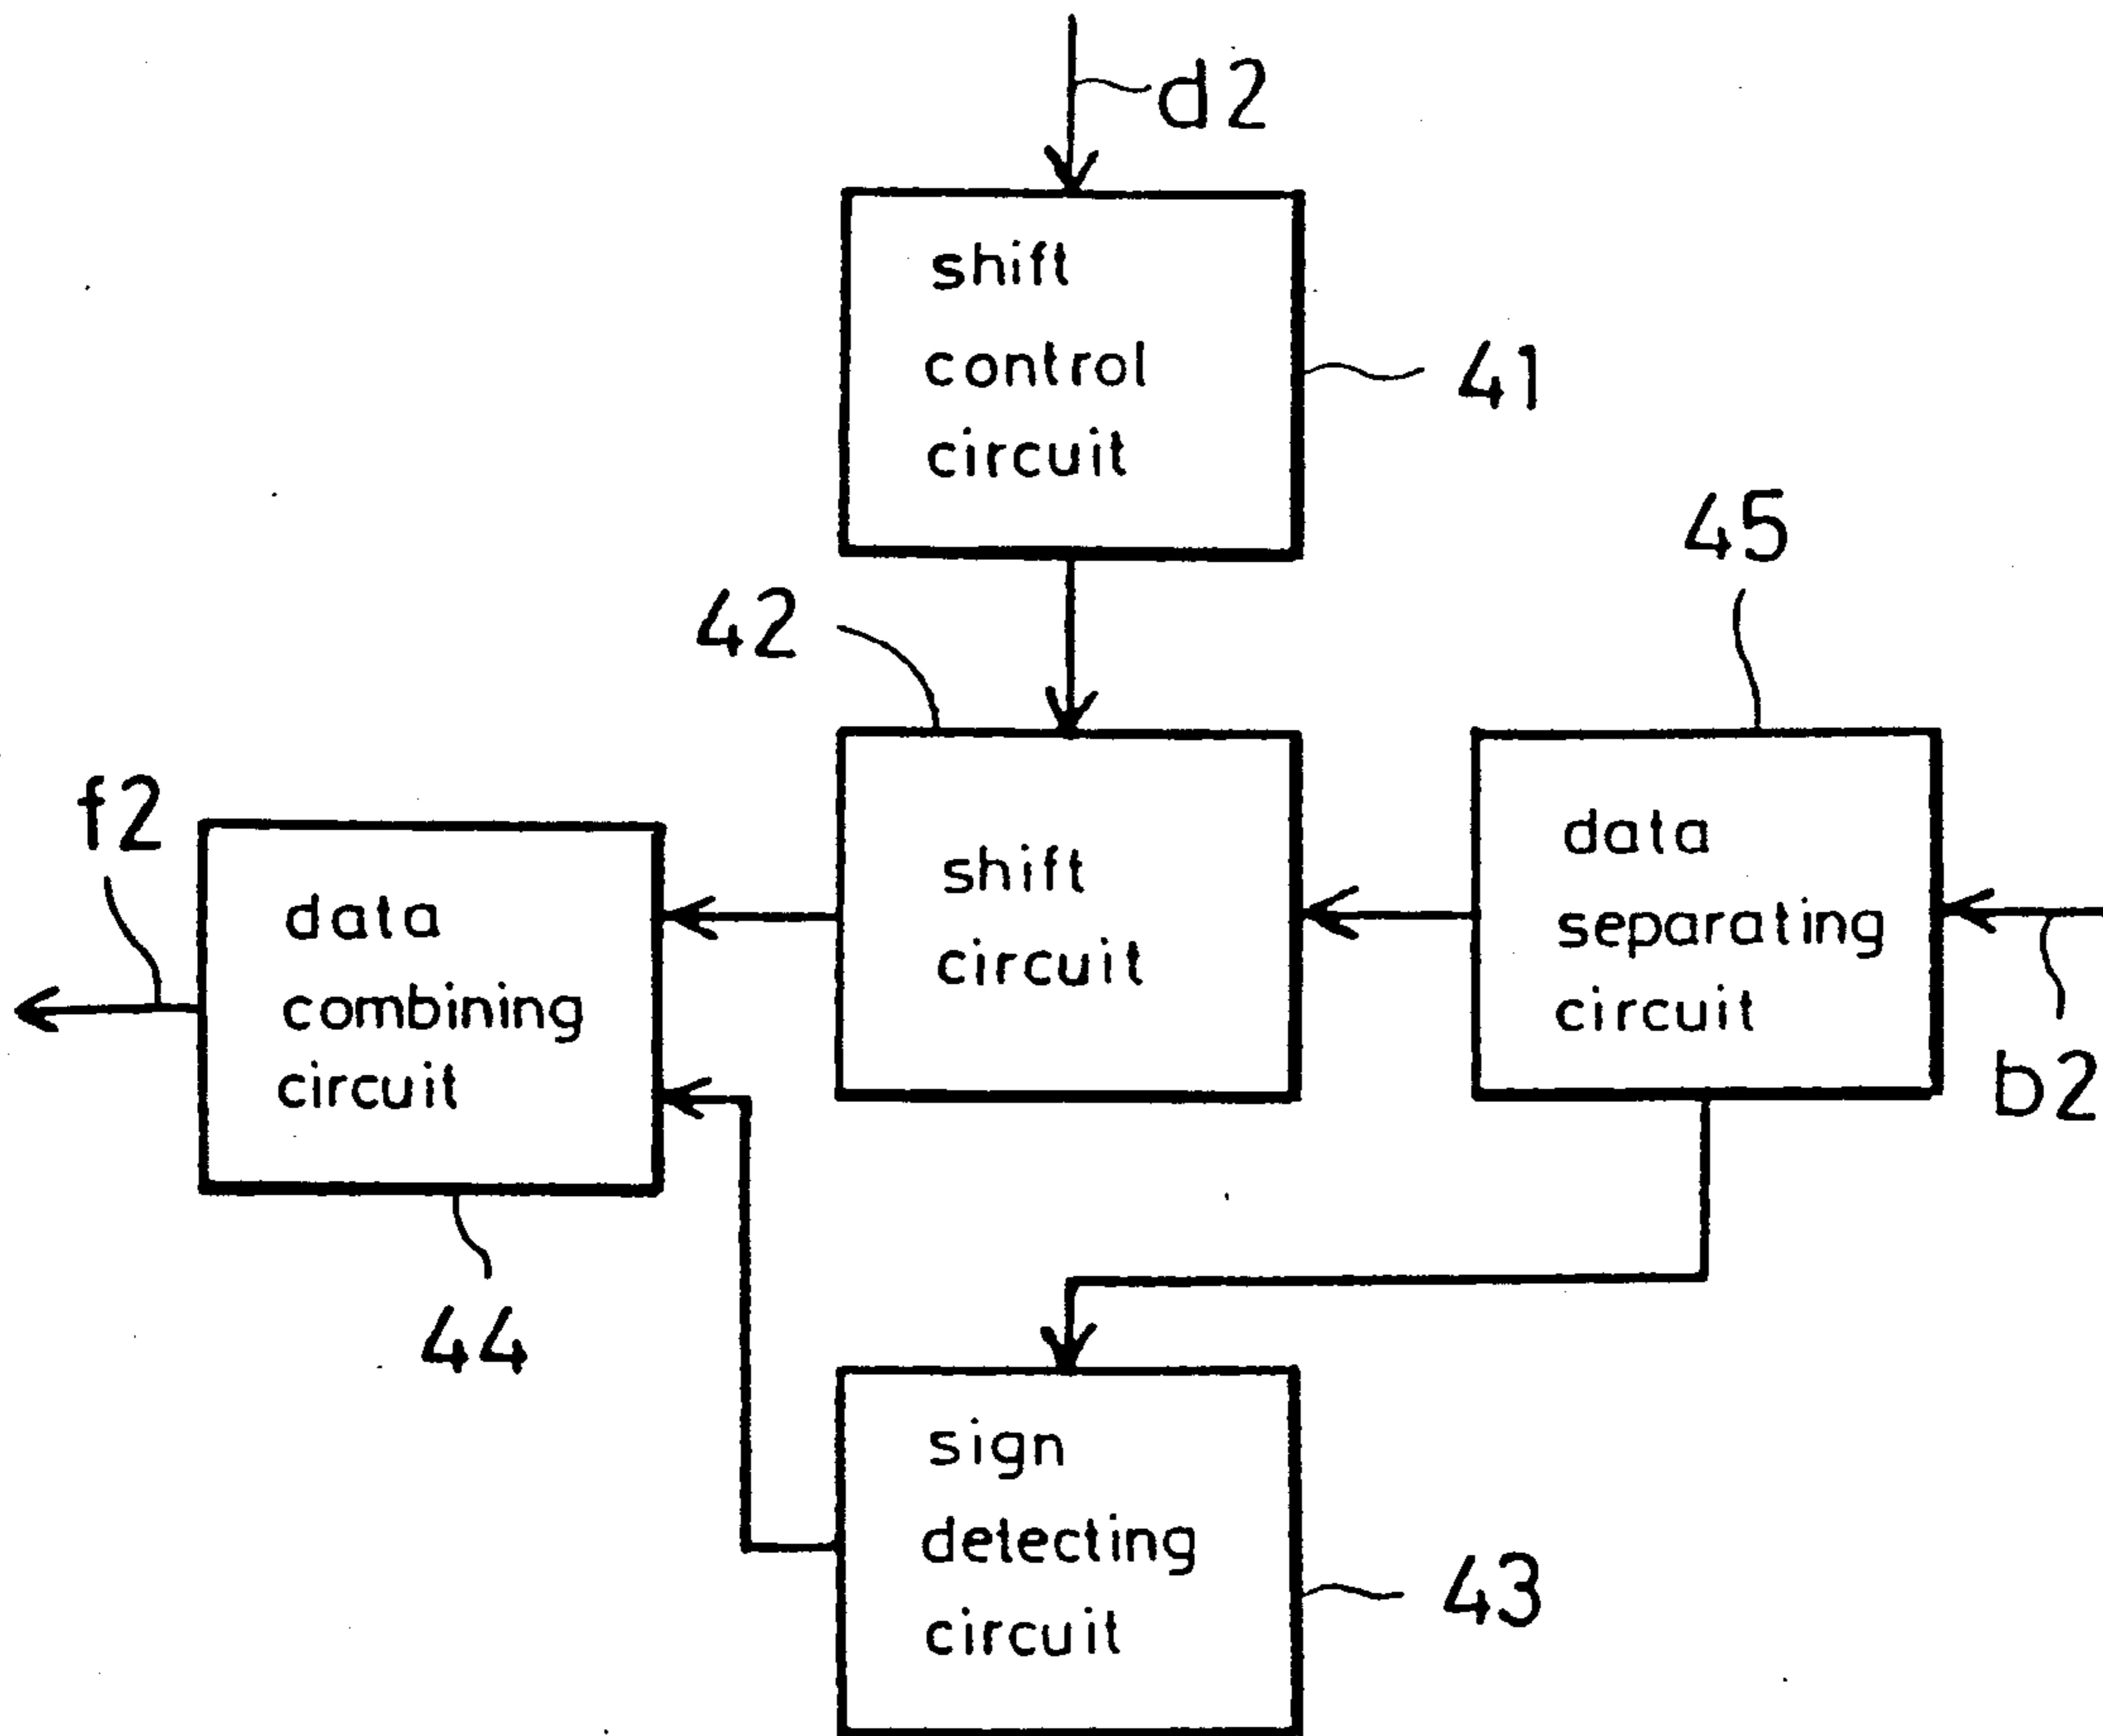 d2
shift
control
circuit
41
45
42
f2
data
combining
circuit
shift
circuit
data
separating
circuit
b2
44
sign
detecting
circuit
43